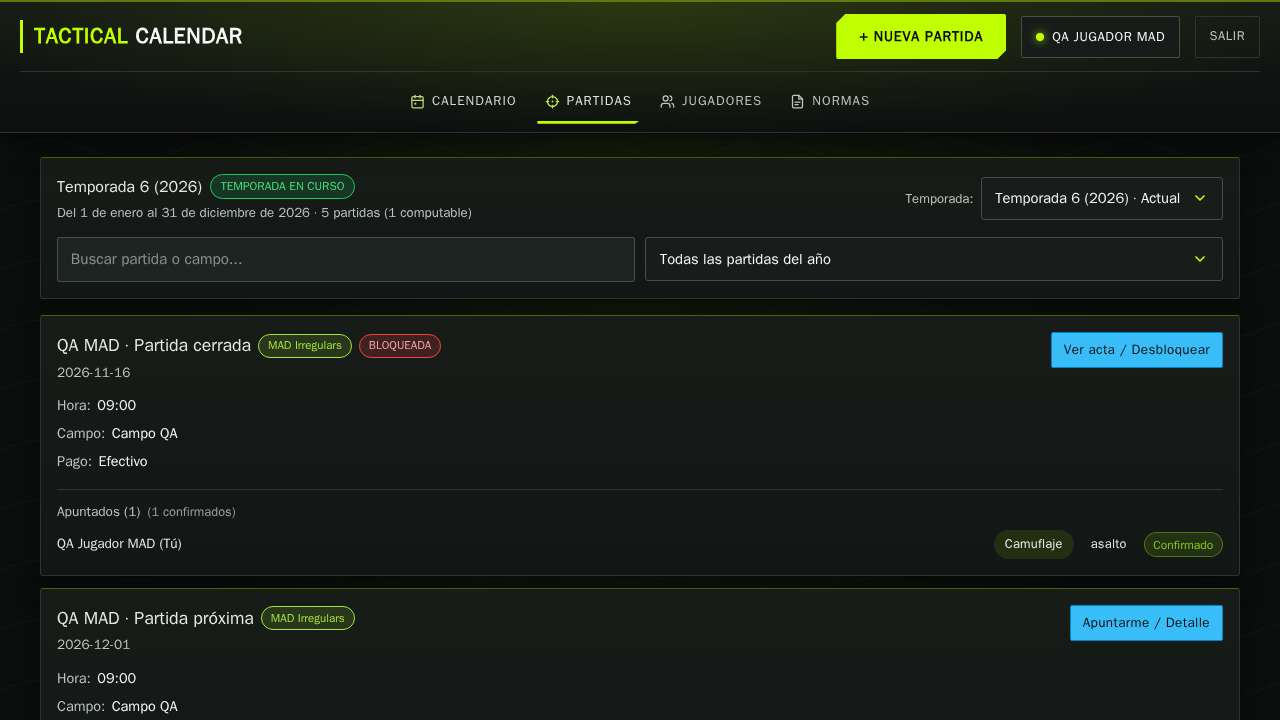 TACTICAL CALENDAR
+ NUEVA PARTIDA
QA JUGADOR MAD
SALIR
CALENDARIO
PARTIDAS
JUGADORES
NORMAS
Temporada 6 (2026) TEMPORADA EN CURSO
Del 1 de enero al 31 de diciembre de 2026 · 5 partidas (1 computable)
Temporada: Temporada 6 (2026) · Actual
Buscar partida o campo...
Todas las partidas del año
QA MAD · Partida cerrada MAD Irregulars BLOQUEADA
Ver acta / Desbloquear
2026-11-16
Hora: 09:00
Campo: Campo QA
Pago: Efectivo
Apuntados (1) (1 confirmados)
QA Jugador MAD (Tú) Camuflaje asalto Confirmado
QA MAD · Partida próxima MAD Irregulars
Apuntarme / Detalle
2026-12-01
Hora: 09:00
Campo: Campo QA